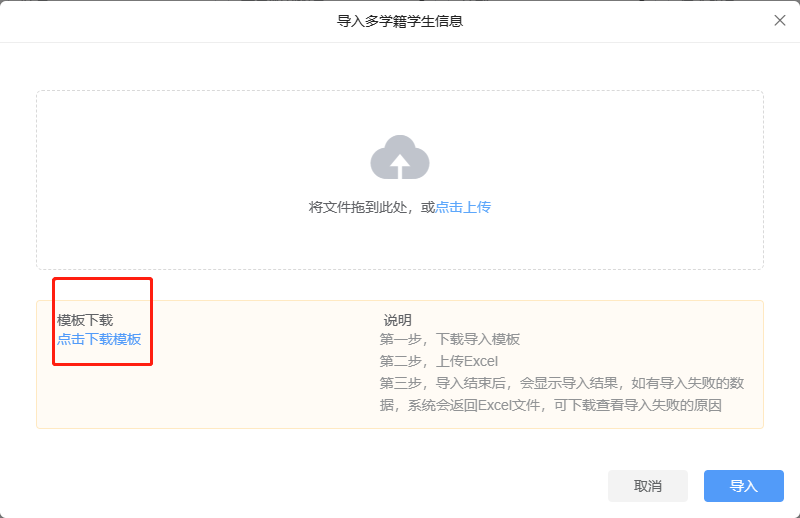 导入多学籍学生信息
将文件拖到此处，或点击上传
模板下载
点击下载模板
说明
第一步，下载导入模板
第二步，上传Excel
第三步，导入结束后，会显示导入结果，如有导入失败的数
据，系统会返回Excel文件，可下载查看导入失败的原因
取消
导入